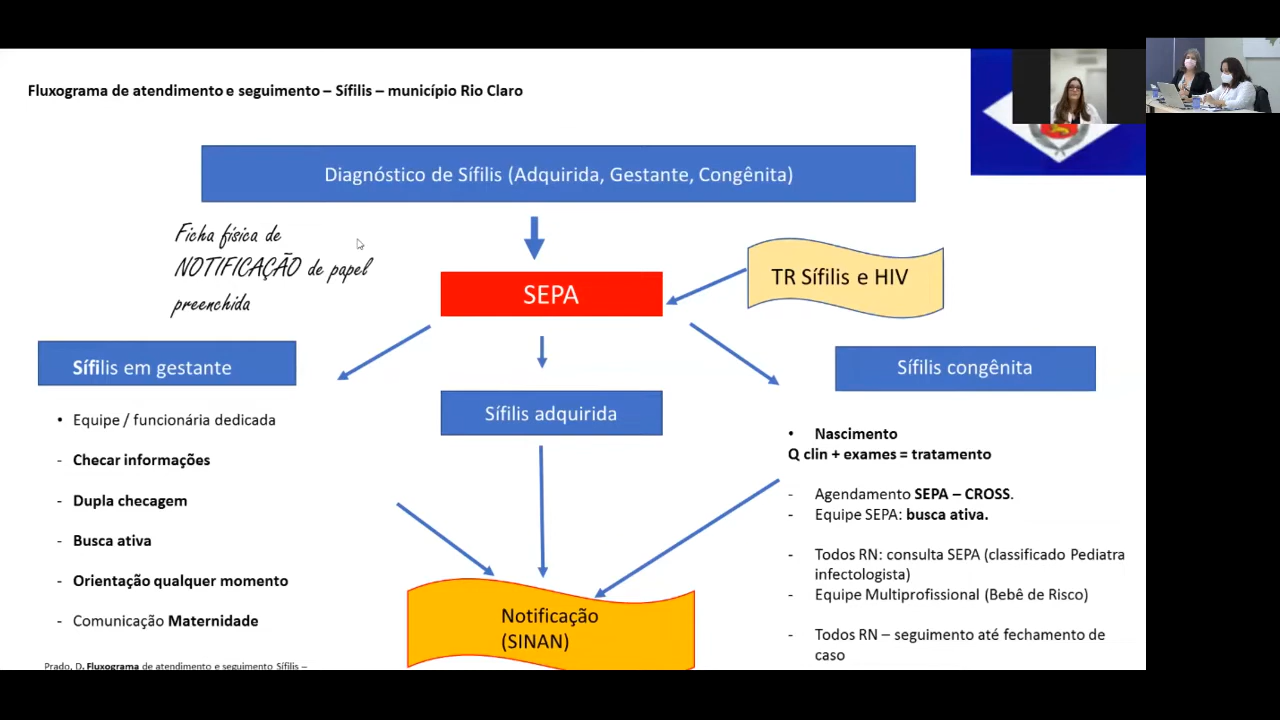 Fluxograma de atendimento e seguimento – Sífilis – município Rio Claro
Diagnóstico de Sífilis (Adquirida, Gestante, Congênita)
Ficha física de
NOTIFICAÇÃO de papel
preenchida
TR Sífilis e HIV
SEPA
Sífilis em gestante
Sífilis congênita
Sífilis adquirida
• Equipe / funcionária dedicada
- Checar informações
- Dupla checagem
- Busca ativa
- Orientação qualquer momento
- Comunicação Maternidade
• Nascimento
Q clin + exames = tratamento
- Agendamento SEPA – CROSS.
- Equipe SEPA: busca ativa.
- Todos RN: consulta SEPA (classificado Pediatra
infectologista)
- Equipe Multiprofissional (Bebê de Risco)
- Todos RN – seguimento até fechamento de
caso
Notificação
(SINAN)
Prado, D. Fluxograma de atendimento e seguimento Sífilis –